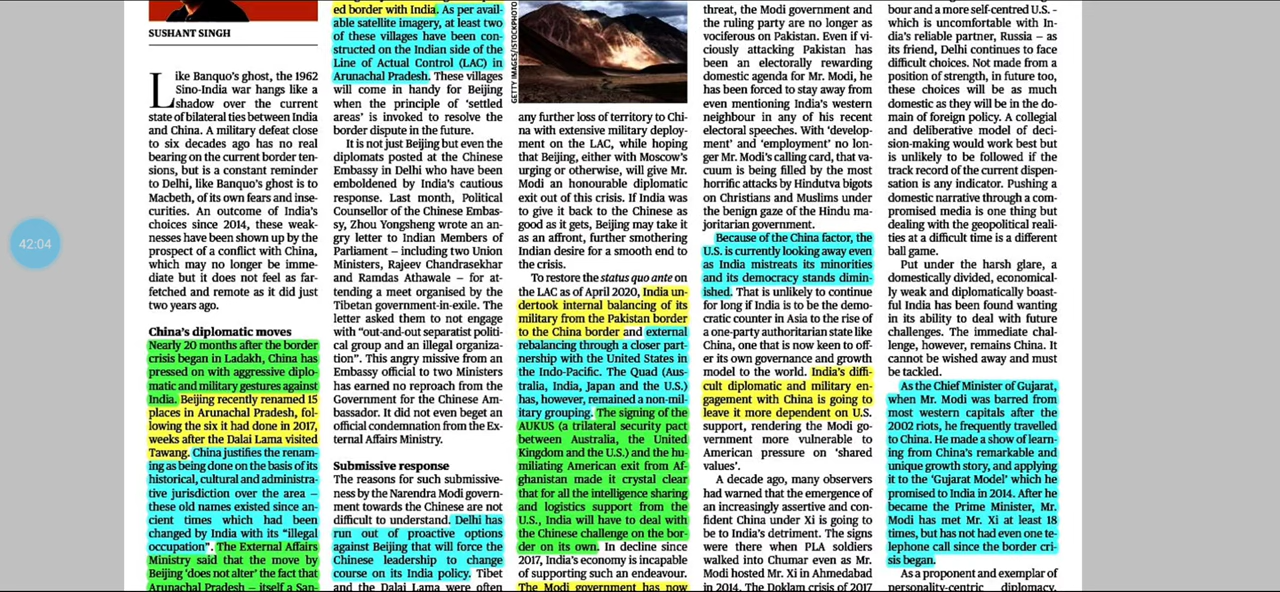 SUSHANT SINGH
Like Banquo's ghost, the 1962
Sino-India war hangs like a
shadow over the current
state of bilateral ties between India
and China. A military defeat close
to six decades ago has no real
bearing on the current border ten-
sions, but is a constant reminder
to Delhi, like Banquo's ghost is to
Macbeth, of its own fears and inse-
curities. An outcome of India's
choices since 2014, these weak-
nesses have been shown up by the
prospect of a conflict with China,
which may no longer be imme-
diate but it does not feel as far-
fetched and remote as it did just
two years ago.
China's diplomatic moves
Nearly 20 months after the border
crisis began in Ladakh, China has
pressed on with aggressive diplo-
matic and military gestures against
India. Beijing recently renamed 15
places in Arunachal Pradesh, fol-
lowing the six it had done in 2017,
weeks after the Dalai Lama visited
Tawang. China justifies the renam-
ing as being done on the basis of its
historical, cultural and administra-
tive jurisdiction over the area –
these old names existed since an-
cient times which had been
changed by India with its "illegal
occupation". The External Affairs
Ministry said that the move by
Beijing 'does not alter' the fact that
Arunachal Pradesh – itself a San-
ed border with India. As per avail-
able satellite imagery, at least two
of these villages have been con-
structed on the Indian side of the
Line of Actual Control (LAC) in
Arunachal Pradesh. These villages
will come in handy for Beijing
when the principle of 'settled
areas' is invoked to resolve the
border dispute in the future.
It is not just Beijing but even the
diplomats posted at the Chinese
Embassy in Delhi who have been
emboldened by India's cautious
response. Last month, Political
Counsellor of the Chinese Embas-
sy, Zhou Yongsheng wrote an an-
gry letter to Indian Members of
Parliament – including two Union
Ministers, Rajeev Chandrasekhar
and Ramdas Athawale – for at-
tending a meet organised by the
Tibetan government-in-exile. The
letter asked them to not engage
with "out-and-out separatist politi-
cal group and an illegal organiza-
tion". This angry missive from an
Embassy official to two Ministers
has earned no reproach from the
Government for the Chinese Am-
bassador. It did not even beget an
official condemnation from the Ex-
ternal Affairs Ministry.
Submissive response
The reasons for such submissive-
ness by the Narendra Modi govern-
ment towards the Chinese are not
difficult to understand. Delhi has
run out of proactive options
against Beijing that will force the
Chinese leadership to change
course on its India policy. Tibet
and the Dalai Lama were often
GETTY IMAGES/ISTOCKPHOTO
any further loss of territory to Chi-
na with extensive military deploy-
ment on the LAC, while hoping
that Beijing, either with Moscow's
urging or otherwise, will give Mr.
Modi an honourable diplomatic
exit out of this crisis. If India was
to give it back to the Chinese as
good as it gets, Beijing may take it
as an affront, further smothering
Indian desire for a smooth end to
the crisis.
To restore the status quo ante on
the LAC as of April 2020, India un-
dertook internal balancing of its
military from the Pakistan border
to the China border and external
rebalancing through a closer part-
nership with the United States in
the Indo-Pacific. The Quad (Aus-
tralia, India, Japan and the U.S.)
has, however, remained a non-mil-
itary grouping. The signing of the
AUKUS (a trilateral security pact
between Australia, the United
Kingdom and the U.S.) and the hu-
miliating American exit from Af-
ghanistan made it crystal clear
that for all the intelligence sharing
and logistics support from the
U.S., India will have to deal with
the Chinese challenge on the bor-
der on its own. In decline since
2017, India's economy is incapable
of supporting such an endeavour.
The Modi government has now
threat, the Modi government and
the ruling party are no longer as
vociferous on Pakistan. Even if vi-
ciously attacking Pakistan has
been an electorally rewarding
domestic agenda for Mr. Modi, he
has been forced to stay away from
even mentioning India's western
neighbour in any of his recent
electoral speeches. With 'develop-
ment' and 'employment' no lon-
ger Mr. Modi's calling card, that va-
cuum is being filled by the most
horrific attacks by Hindutva bigots
on Christians and Muslims under
the benign gaze of the Hindu ma-
joritarian government.
Because of the China factor, the
U.S. is currently looking away even
as India mistreats its minorities
and its democracy stands dimin-
ished. That is unlikely to continue
for long if India is to be the demo-
cratic counter in Asia to the rise of
a one-party authoritarian state like
China, one that is now keen to off-
er its own governance and growth
model to the world. India's diffi-
cult diplomatic and military en-
gagement with China is going to
leave it more dependent on U.S.
support, rendering the Modi go-
vernment more vulnerable to
American pressure on 'shared
values'.
A decade ago, many observers
had warned that the emergence of
an increasingly assertive and con-
fident China under Xi is going to
be to India's detriment. The signs
were there when PLA soldiers
walked into Chumar even as Mr.
Modi hosted Mr. Xi in Ahmedabad
in 2014. The Doklam crisis of 2017
bour and a more self-centred U.S. -
which is uncomfortable with In-
dia's reliable partner, Russia – as
its friend, Delhi continues to face
difficult choices. Not made from a
position of strength, in future too,
these choices will be as much
domestic as they will be in the do-
main of foreign policy. A collegial
and deliberative model of deci-
sion-making would work best but
is unlikely to be followed if the
track record of the current dispen-
sation is any indicator. Pushing a
domestic narrative through a com-
promised media is one thing but
dealing with the geopolitical reali-
ties at a difficult time is a different
ball game.
Put under the harsh glare, a
domestically divided, economical-
ly weak and diplomatically boast-
ful India has been found wanting
in its ability to deal with future
challenges. The immediate chal-
lenge, however, remains China. It
cannot be wished away and must
be tackled.
As the Chief Minister of Gujarat,
when Mr. Modi was barred from
most western capitals after the
2002 riots, he frequently travelled
to China. He made a show of learn-
ing from China's remarkable and
unique growth story, and applying
it to the 'Gujarat Model' which he
promised to India in 2014. After he
became the Prime Minister, Mr.
Modi has met Mr. Xi at least 18
times, but has not had even one te-
lephone call since the border cri-
sis began.
As a proponent and exemplar of
personality-centric diplomacy,
42:04